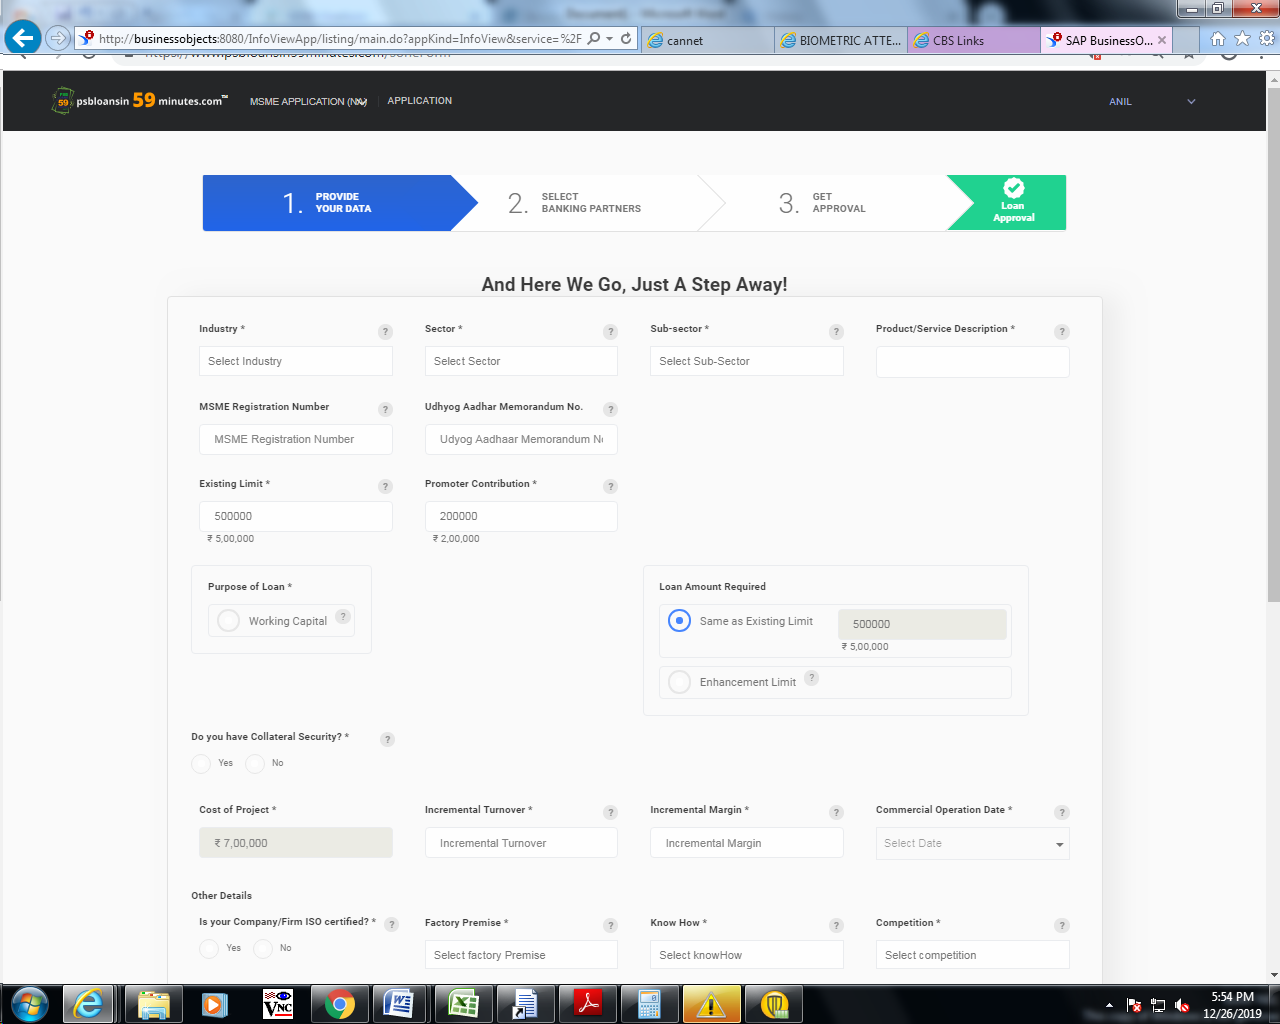 http://businessobjects:8080/InfoViewApp/listing/main.do?appKind=InfoView&service=%2F
cannet
BIOMETRIC ATTE...
CBS Links
SAP BusinessO...
psbloansin 59 minutes.com™
MSME APPLICATION (N
APPLICATION
ANIL
1. PROVIDE YOUR DATA
2. SELECT BANKING PARTNERS
3. GET APPROVAL
Loan Approval
And Here We Go, Just A Step Away!
Industry * ? Sector * ? Sub-sector * ? Product/Service Description * ?
Select Industry Select Sector Select Sub-Sector
MSME Registration Number ? Udhyog Aadhar Memorandum No. ?
MSME Registration Number Udyog Aadhaar Memorandum No
Existing Limit * ? Promoter Contribution * ?
500000 200000
₹ 5,00,000 ₹ 2,00,000
Purpose of Loan * Loan Amount Required
Working Capital ? Same as Existing Limit 500000
₹ 5,00,000
Enhancement Limit ?
Do you have Collateral Security? * ?
Yes No
Cost of Project * Incremental Turnover * ? Incremental Margin * ? Commercial Operation Date * ?
₹ 7,00,000 Incremental Turnover Incremental Margin Select Date
Other Details
Is your Company/Firm ISO certified? * ? Factory Premise * ? Know How * ? Competition * ?
Yes No Select factory Premise Select knowHow Select competition
5:54 PM
12/26/2019